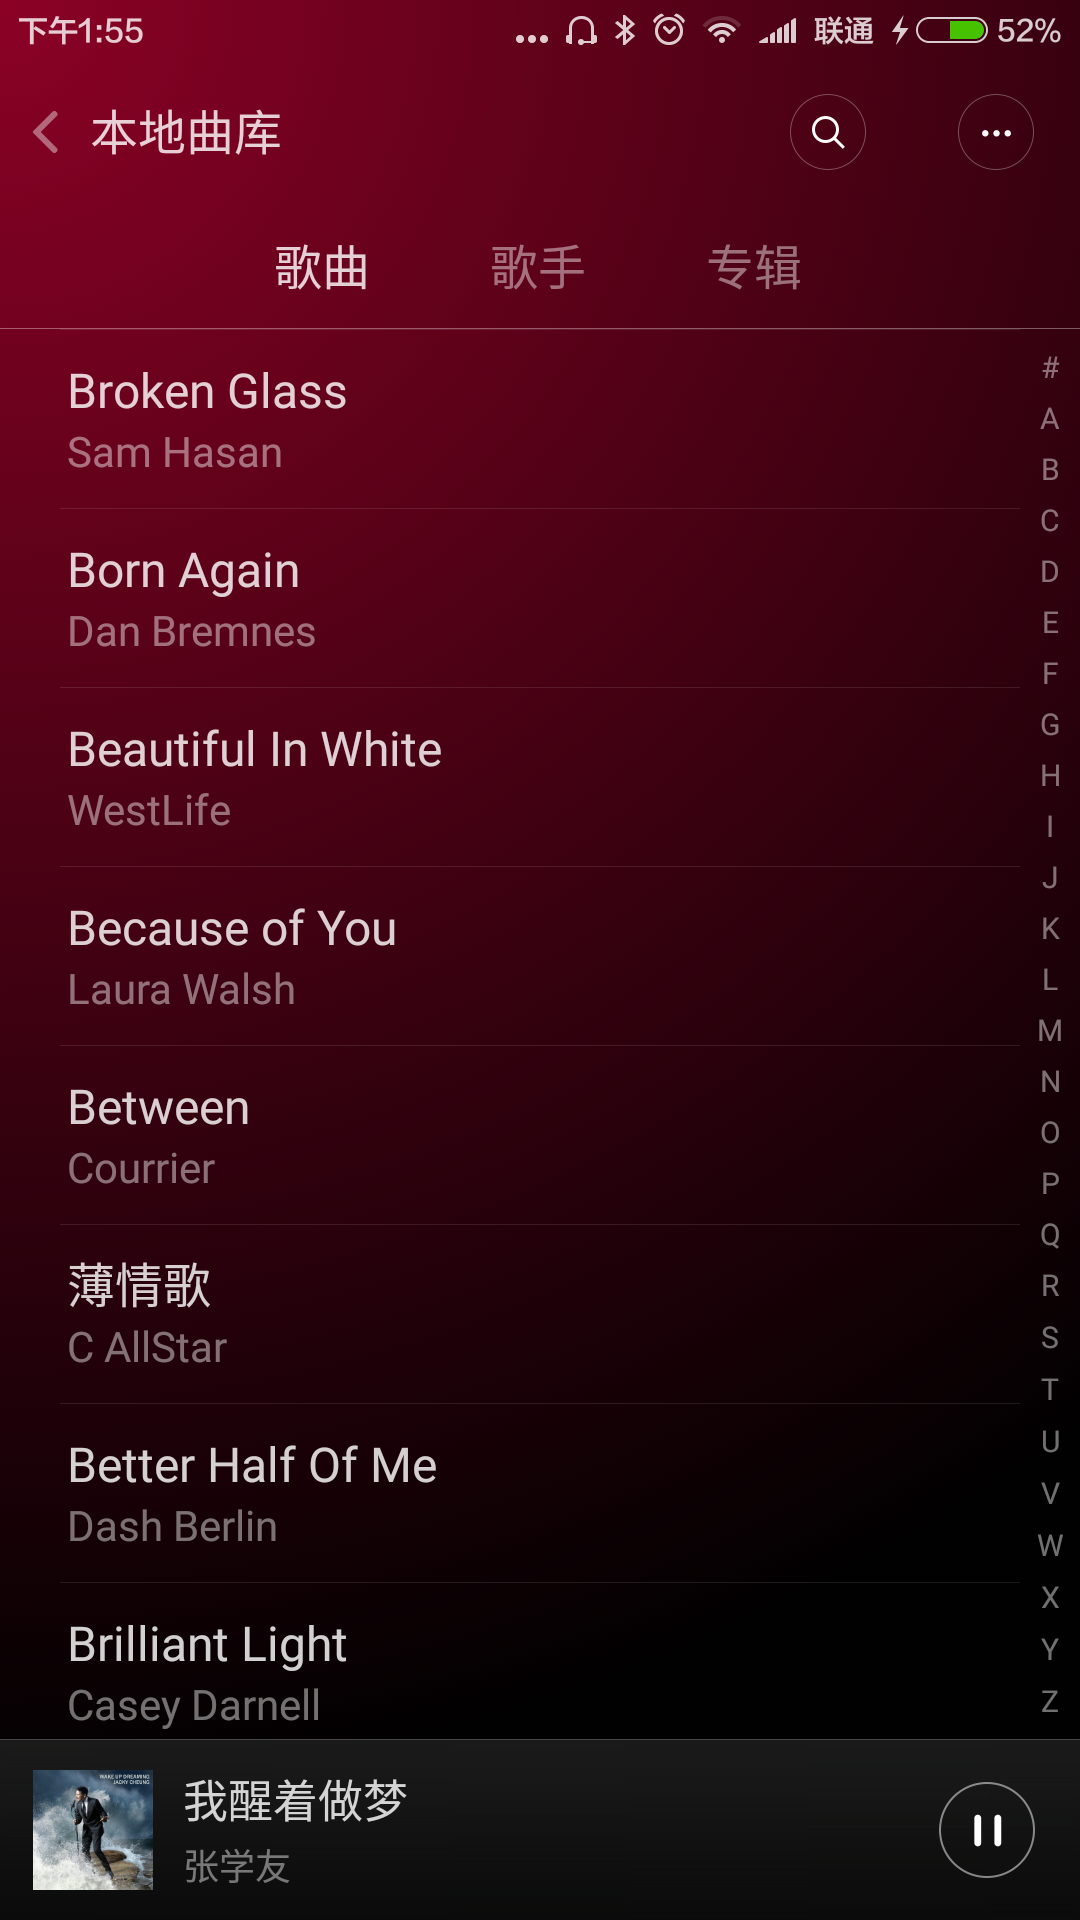 下午1:55
联通 52%
本地曲库
歌曲 歌手 专辑
Broken Glass
Sam Hasan
Born Again
Dan Bremnes
Beautiful In White
WestLife
Because of You
Laura Walsh
Between
Courrier
薄情歌
C AllStar
Better Half Of Me
Dash Berlin
Brilliant Light
Casey Darnell
#
A
B
C
D
E
F
G
H
I
J
K
L
M
N
O
P
Q
R
S
T
U
V
W
X
Y
Z
WAKE UP DREAMING
JACKY CHEUNG
我醒着做梦
张学友